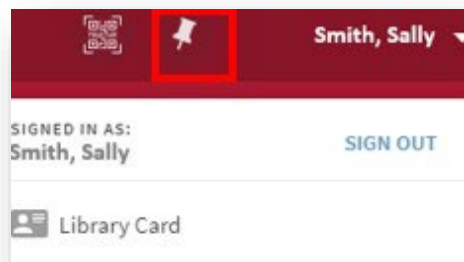 Smith, Sally
SIGNED IN AS:
Smith, Sally
SIGN OUT
Library Card